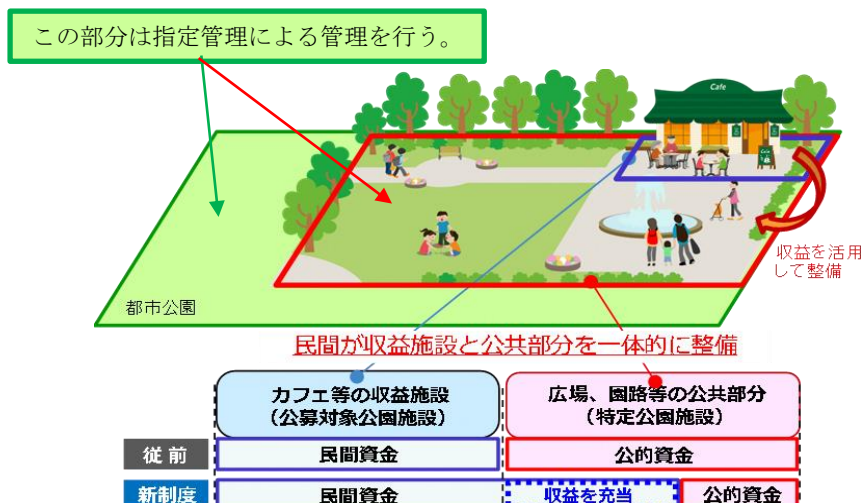 この部分は指定管理による管理を行う。
Cafe
収益を活用
して整備
都市公園
民間が収益施設と公共部分を一体的に整備
カフェ等の収益施設
(公募対象公園施設)
広場、園路等の公共部分
(特定公園施設)
従前
民間資金
公的資金
新制度
民間資金
収益を充当
公的資金